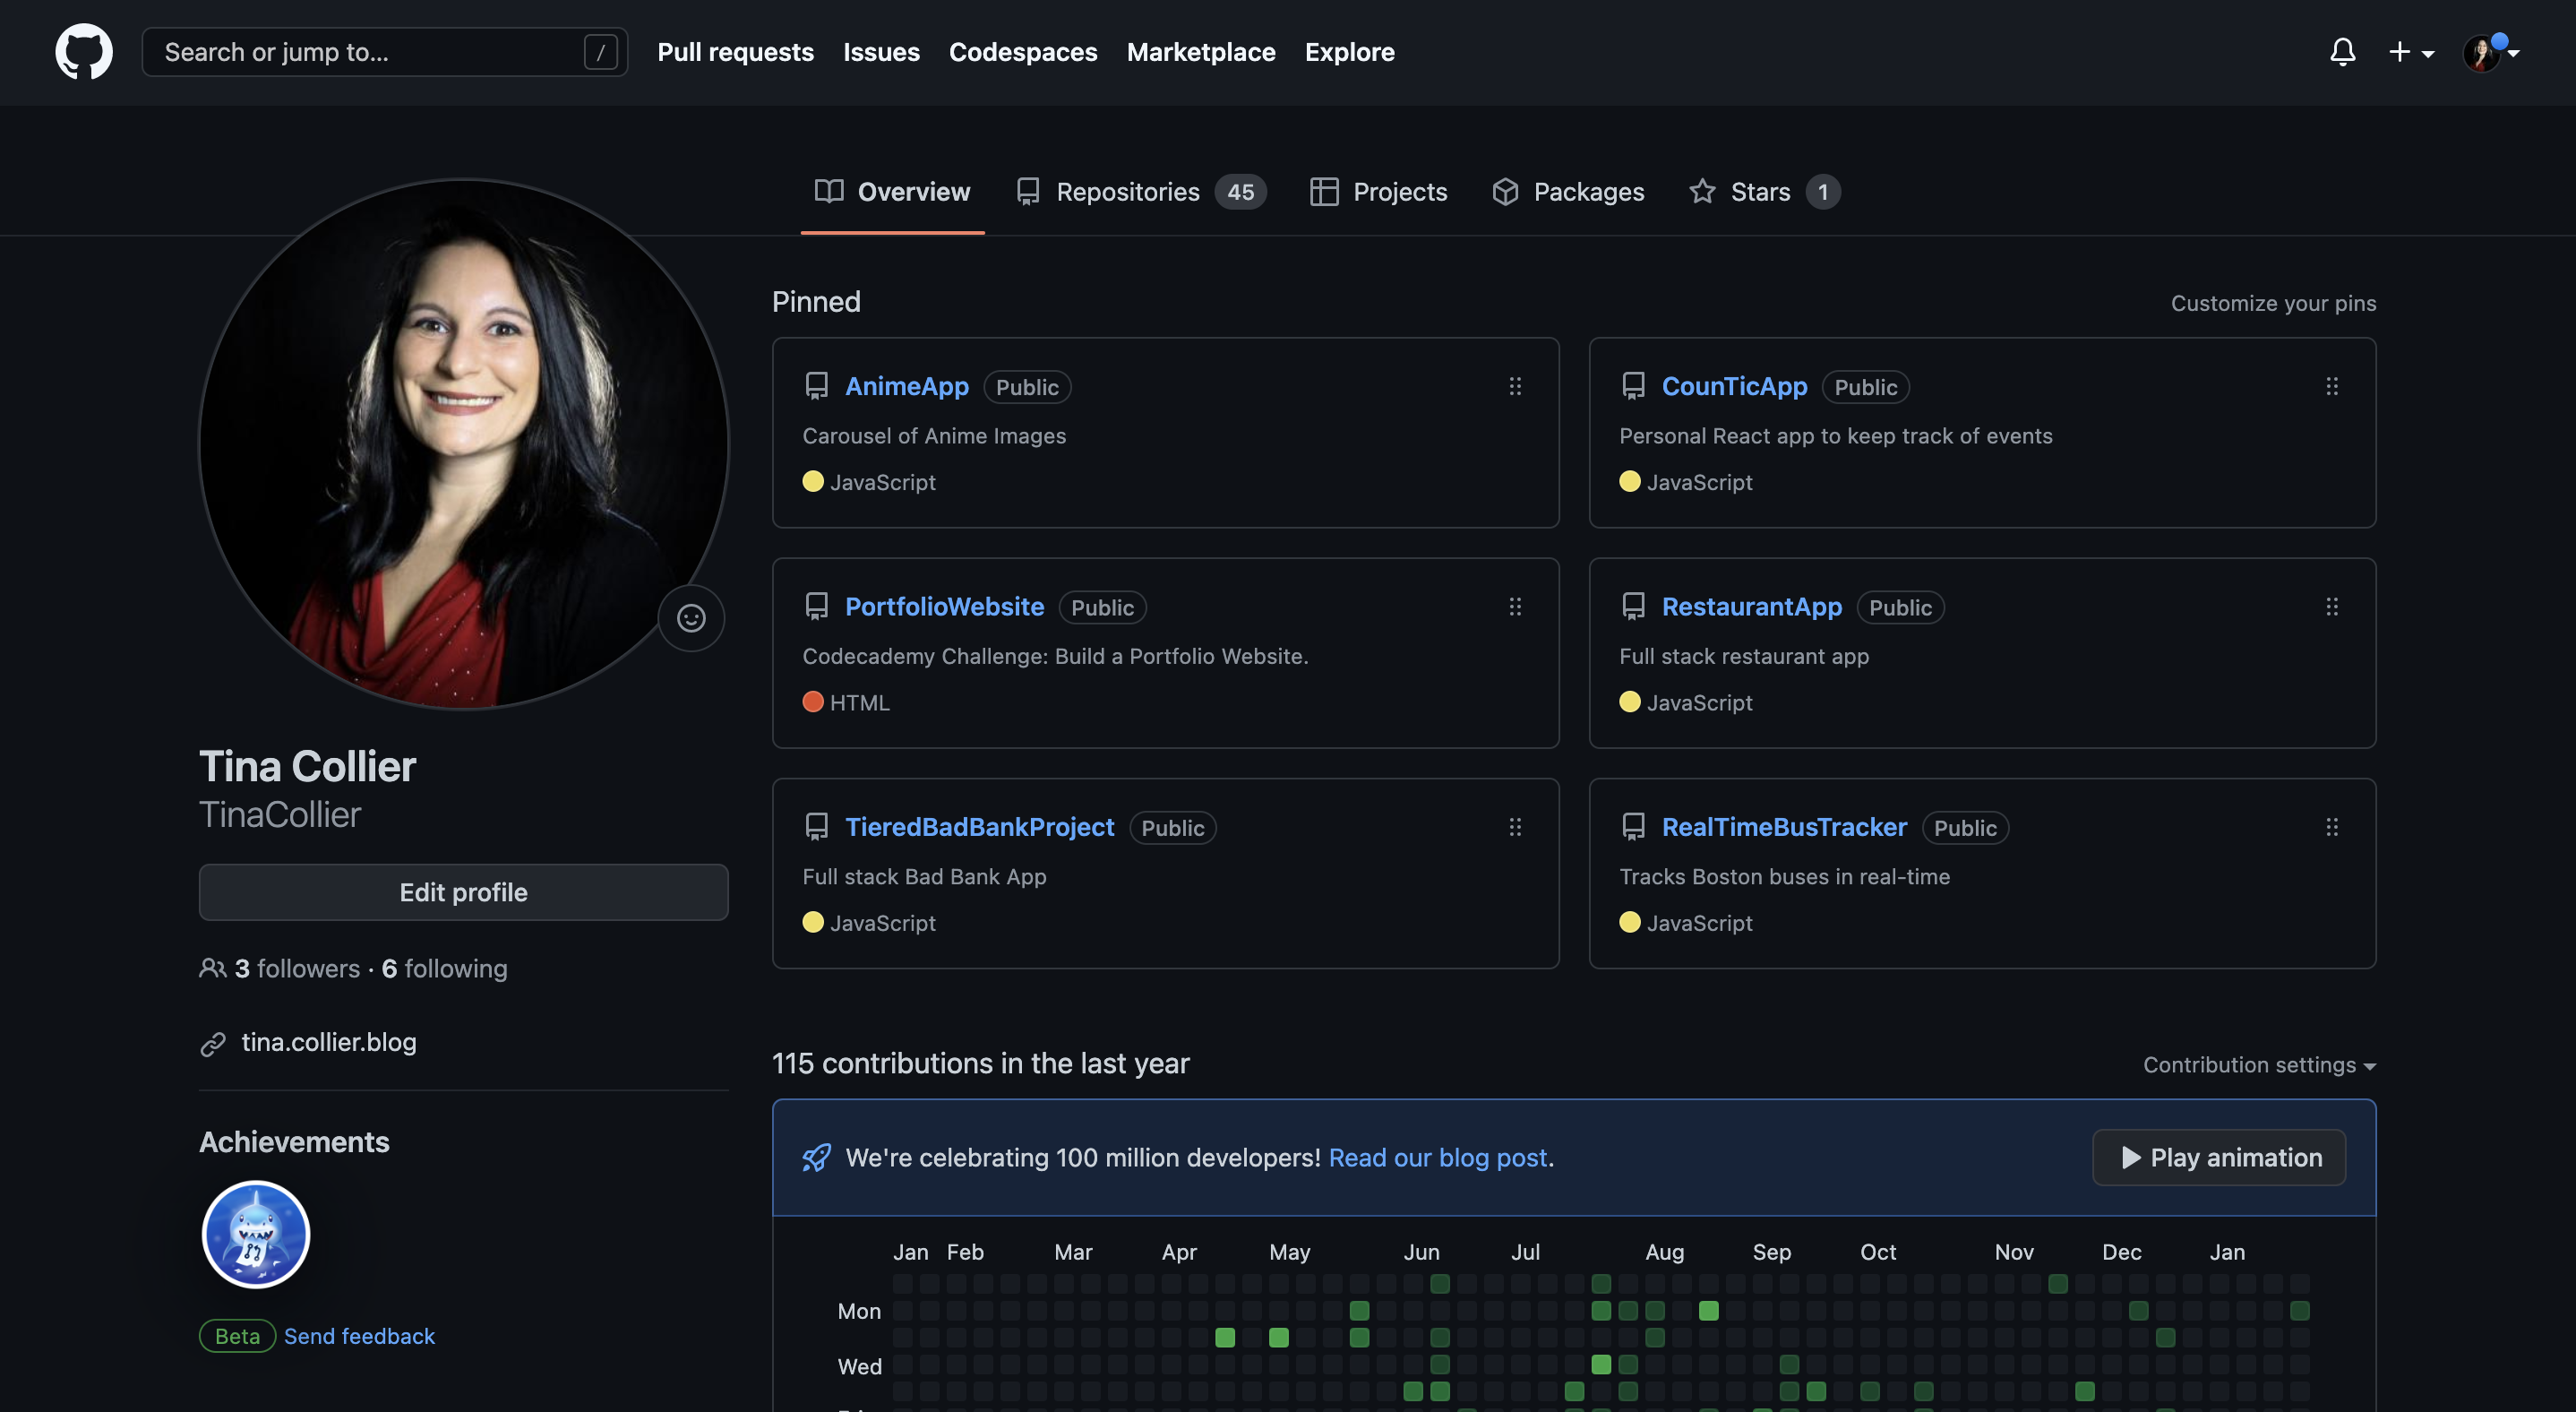 Search or jump to...
/
Pull requests
Issues
Codespaces
Marketplace
Explore
Overview
Repositories 45
Projects
Packages
Stars 1
Tina Collier
TinaCollier
Edit profile
3 followers · 6 following
tina.collier.blog
Achievements
Beta Send feedback
Pinned
Customize your pins
AnimeApp Public
Carousel of Anime Images
JavaScript
CounTicApp Public
Personal React app to keep track of events
JavaScript
PortfolioWebsite Public
Codecademy Challenge: Build a Portfolio Website.
HTML
RestaurantApp Public
Full stack restaurant app
JavaScript
TieredBadBankProject Public
Full stack Bad Bank App
JavaScript
RealTimeBusTracker Public
Tracks Boston buses in real-time
JavaScript
115 contributions in the last year
Contribution settings
We're celebrating 100 million developers! Read our blog post.
Play animation
Jan Feb Mar Apr May Jun Jul Aug Sep Oct Nov Dec Jan
Mon
Wed